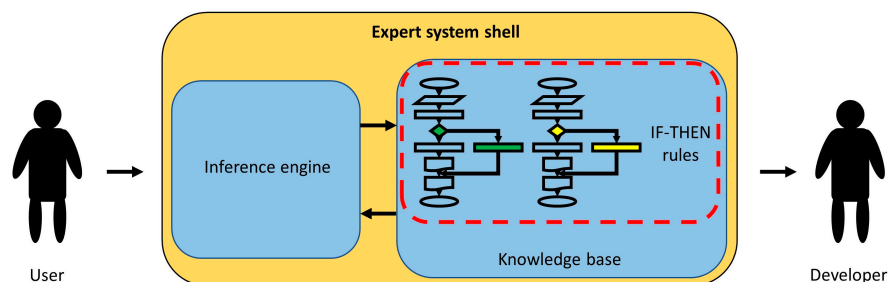 Expert system shell
Inference engine
IF-THEN
rules
Knowledge base
User
Developer